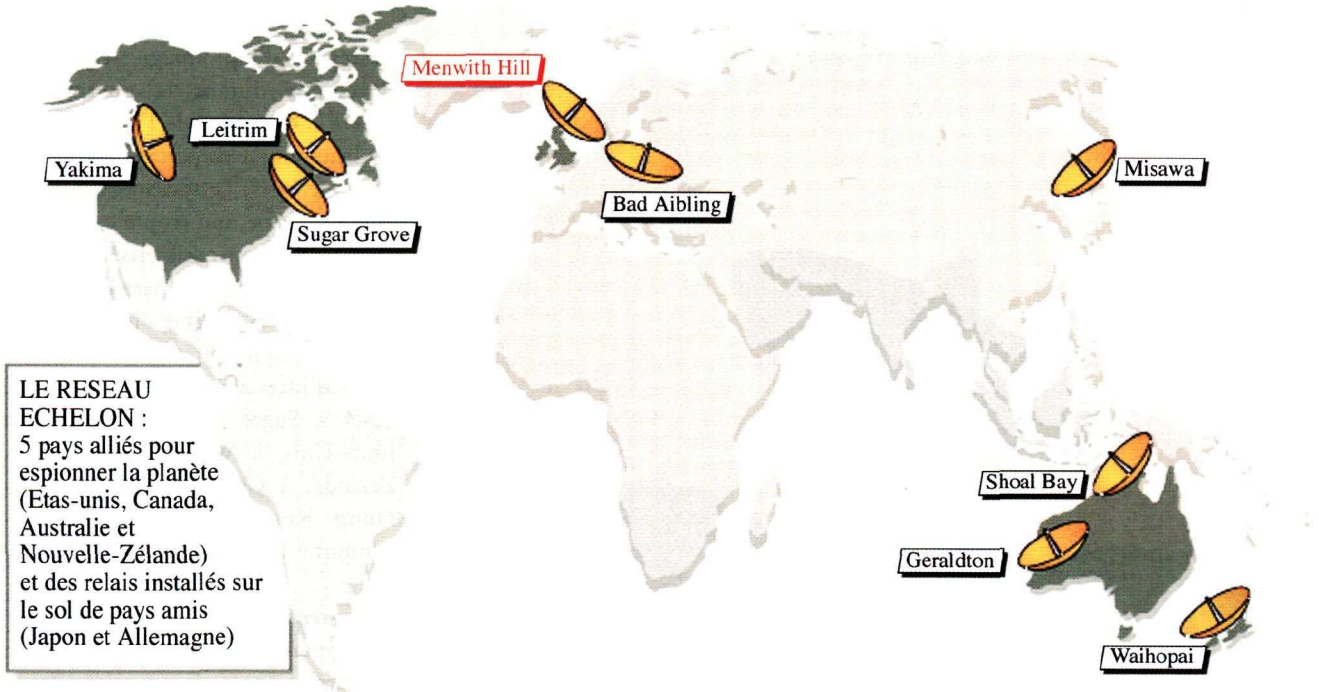 Menwith Hill
Leitrim
Yakima
Misawa
Bad Aibling
Sugar Grove
LE RESEAU
ECHELON :
5 pays alliés pour
espionner la planète
(Etas-unis, Canada,
Australie et
Nouvelle-Zélande)
et des relais installés sur
le sol de pays amis
(Japon et Allemagne)
Shoal Bay
Geraldton
Waihopai